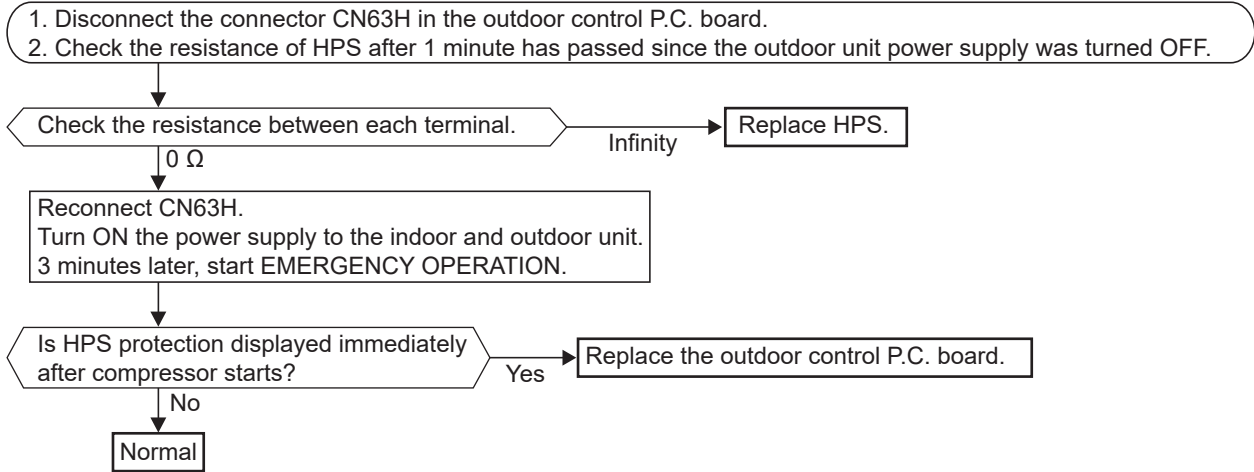 1. Disconnect the connector CN63H in the outdoor control P.C. board.
2. Check the resistance of HPS after 1 minute has passed since the outdoor unit power supply was turned OFF.
Check the resistance between each terminal.
Infinity
Replace HPS.
0 Ω
Reconnect CN63H.
Turn ON the power supply to the indoor and outdoor unit.
3 minutes later, start EMERGENCY OPERATION.
Is HPS protection displayed immediately
after compressor starts?
Yes
Replace the outdoor control P.C. board.
No
Normal